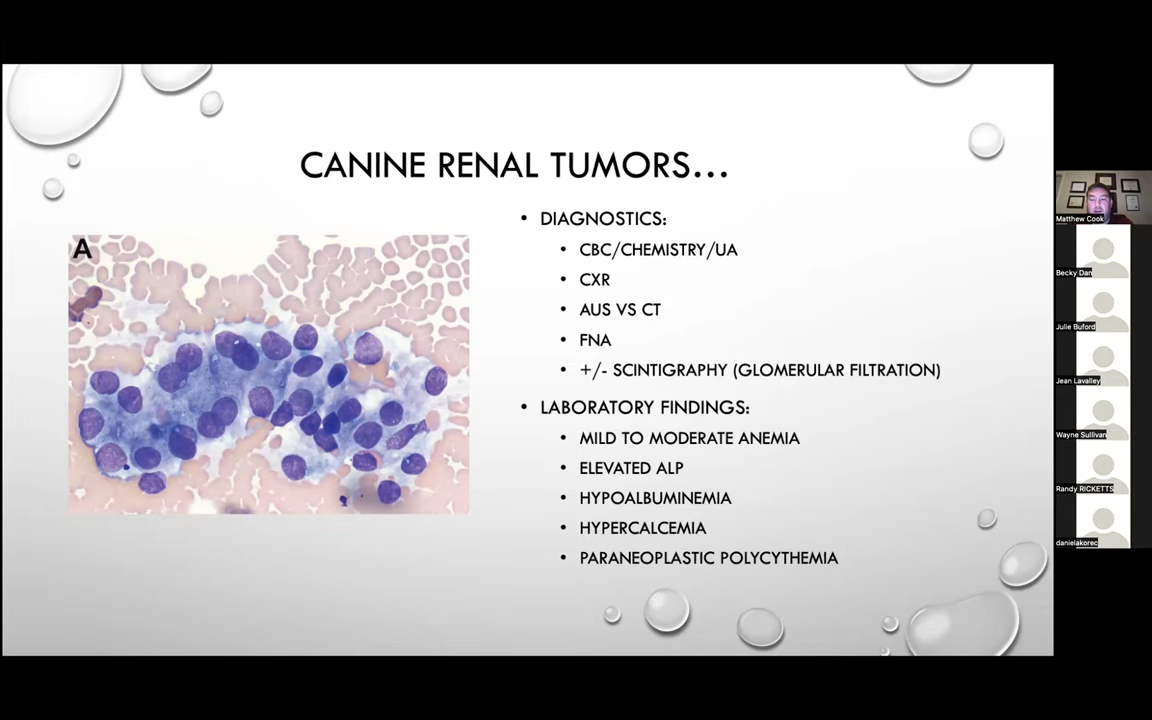 CANINE RENAL TUMORS...
A
• DIAGNOSTICS:
• CBC/CHEMISTRY/UA
• CXR
• AUS VS CT
• FNA
• +/- SCINTIGRAPHY (GLOMERULAR FILTRATION)
• LABORATORY FINDINGS:
• MILD TO MODERATE ANEMIA
• ELEVATED ALP
• HYPOALBUMINEMIA
• HYPERCALCEMIA
• PARANEOPLASTIC POLYCYTHEMIA
Matthew Cook
Becky Dan
Julie Buford
Jean Lavalley
Wayne Sullivan
Randy RICKETTS
danielakorec